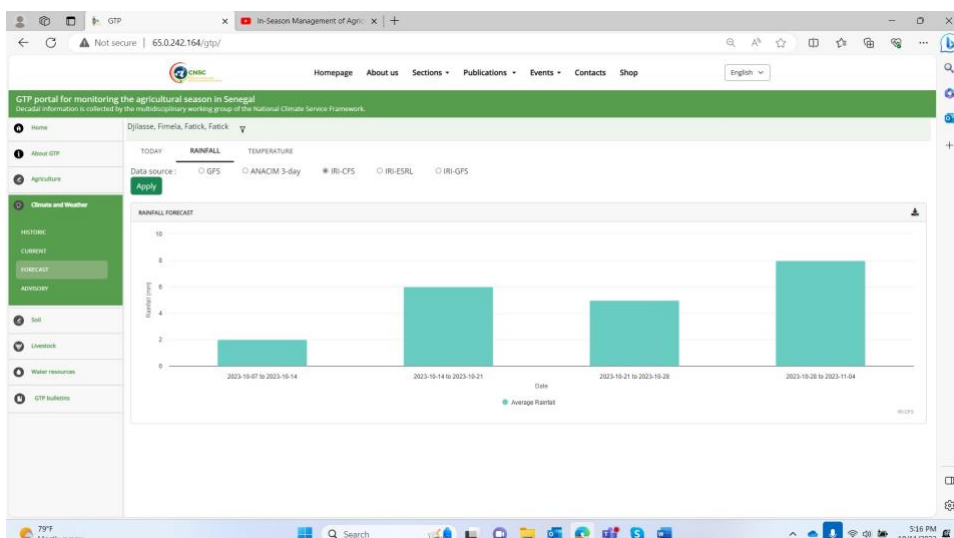 GTP
In-Season Management of Agric
Not secure | 65.0.242.164/gtp/
CNSC
Homepage About us Sections Publications Events Contacts Shop
English
GTP portal for monitoring the agricultural season in Senegal
Decadal information is collected by the multidisciplinary working group of the National Climate Service Framework.
Home
About GTP
Agriculture
Climate and Weather
HISTORIC
CURRENT
FORECAST
ADVISORY
Soil
Livestock
Water resources
GTP bulletins
Djilasse, Fimela, Fatick, Fatick
TODAY RAINFALL TEMPERATURE
Data source : GFS ANACIM 3-day IRI-CFS IRI-ESRL IRI-GFS
Apply
RAINFALL FORECAST
Rainfall (mm)
10
8
6
4
2
0
2023-10-07 to 2023-10-14 2023-10-14 to 2023-10-21 2023-10-21 to 2023-10-28 2023-10-28 to 2023-11-04
Date
Average Rainfall
IRI-CFS
79°F
Search
5:16 PM